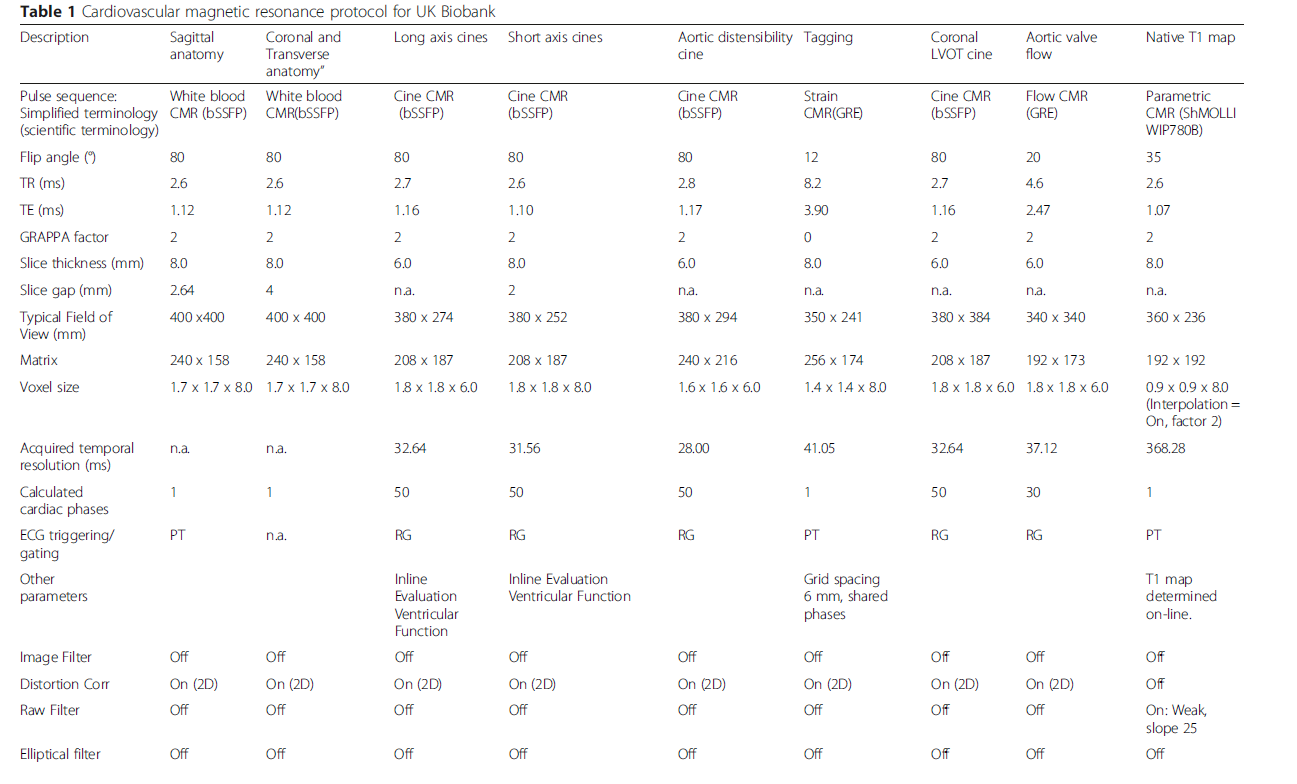 Table 1 Cardiovascular magnetic resonance protocol for UK Biobank
Description Sagittal anatomy Coronal and Transverse anatomy" Long axis cines Short axis cines Aortic distensibility cine Tagging Coronal LVOT cine Aortic valve flow Native T1 map
Pulse sequence: Simplified terminology (scientific terminology) White blood CMR (bSSFP) White blood CMR(bSSFP) Cine CMR (bSSFP) Cine CMR (bSSFP) Cine CMR (bSSFP) Strain CMR(GRE) Cine CMR (bSSFP) Flow CMR (GRE) Parametric CMR (ShMOLLI WIP780B)
Flip angle (°) 80 80 80 80 80 12 80 20 35
TR (ms) 2.6 2.6 2.7 2.6 2.8 8.2 2.7 4.6 2.6
TE (ms) 1.12 1.12 1.16 1.10 1.17 3.90 1.16 2.47 1.07
GRAPPA factor 2 2 2 2 2 0 2 2 2
Slice thickness (mm) 8.0 8.0 6.0 8.0 6.0 8.0 6.0 6.0 8.0
Slice gap (mm) 2.64 4 n.a. 2 n.a. n.a. n.a. n.a. n.a.
Typical Field of View (mm) 400 x400 400 x 400 380 x 274 380 x 252 380 x 294 350 x 241 380 x 384 340 x 340 360 x 236
Matrix 240 x 158 240 x 158 208 x 187 208 x 187 240 x 216 256 x 174 208 x 187 192 x 173 192 x 192
Voxel size 1.7 x 1.7 x 8.0 1.7 x 1.7 x 8.0 1.8 x 1.8 x 6.0 1.8 x 1.8 x 8.0 1.6 x 1.6 x 6.0 1.4 x 1.4 x 8.0 1.8 x 1.8 x 6.0 1.8 x 1.8 x 6.0 0.9 x 0.9 x 8.0 (Interpolation = On, factor 2)
Acquired temporal resolution (ms) n.a. n.a. 32.64 31.56 28.00 41.05 32.64 37.12 368.28
Calculated cardiac phases 1 1 50 50 50 1 50 30 1
ECG triggering/ gating PT n.a. RG RG RG PT RG RG PT
Other parameters Inline Evaluation Ventricular Function Inline Evaluation Ventricular Function Grid spacing 6 mm, shared phases T1 map determined on-line.
Image Filter Off Off Off Off Off Off Off Off Off
Distortion Corr On (2D) On (2D) On (2D) On (2D) On (2D) On (2D) On (2D) On (2D) Off
Raw Filter Off Off Off Off Off Off Off Off On: Weak, slope 25
Elliptical filter Off Off Off Off Off Off Off Off Off